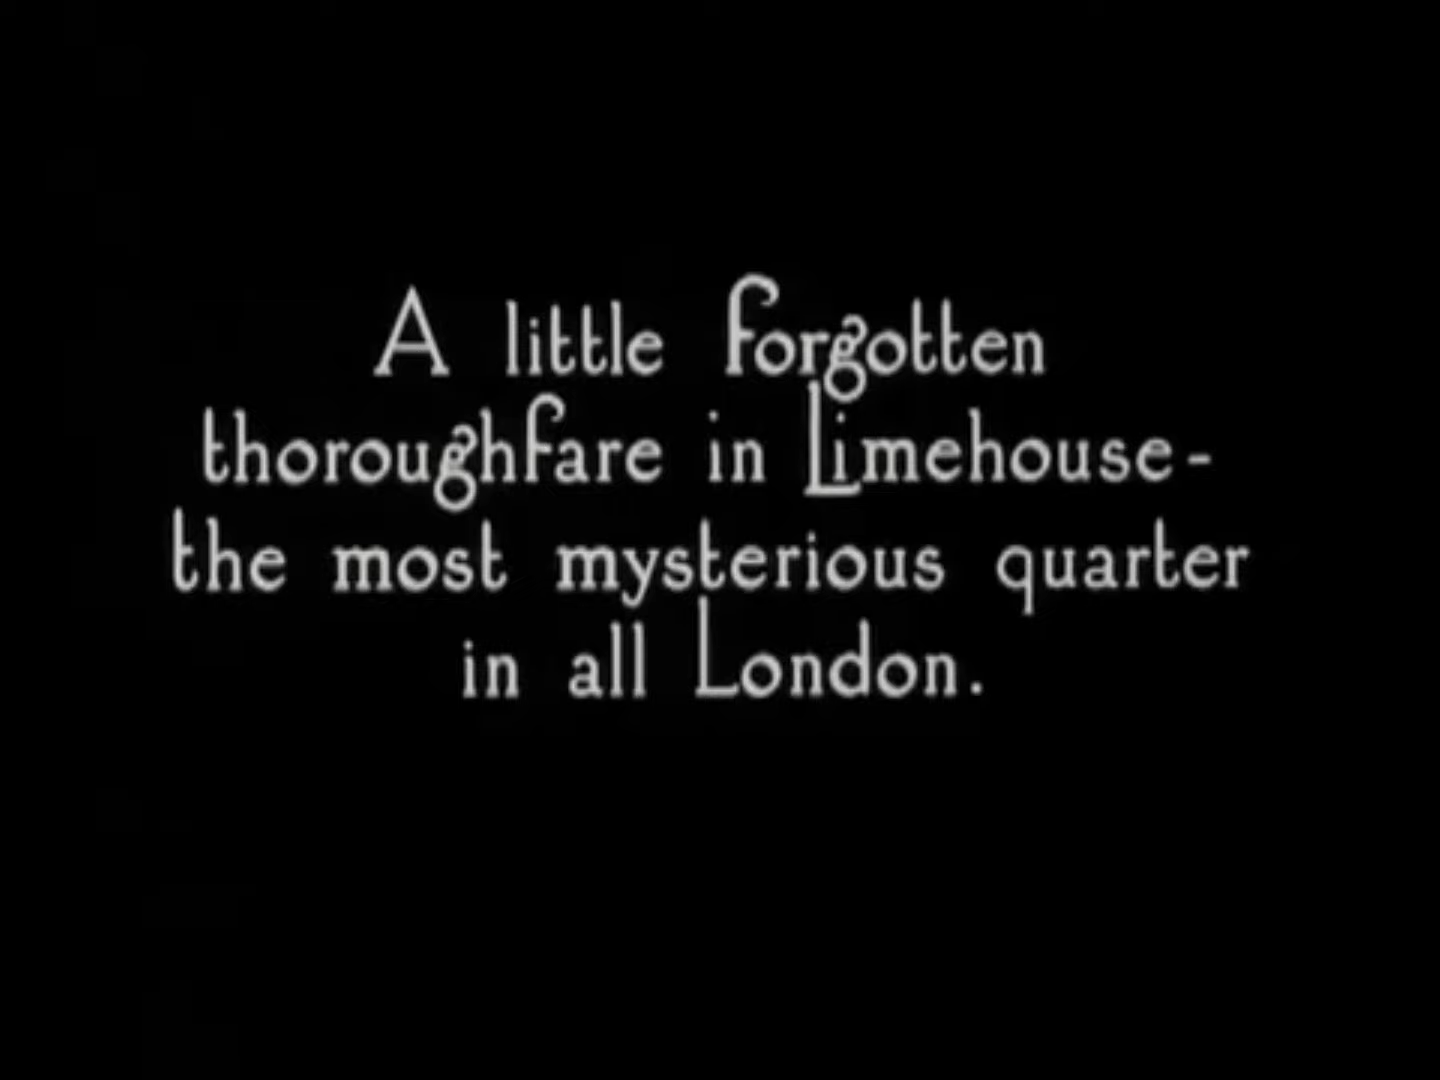 A little forgotten
thoroughfare in Limehouse-
the most mysterious quarter
in all London.